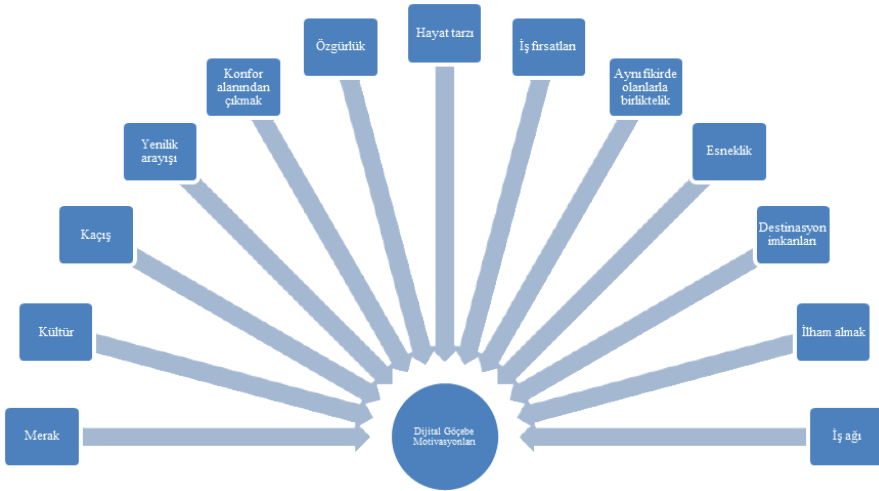 Merak
Kültür
Kaçış
Yenilik
arayışı
Konfor
alanından
çıkmak
Özgürlük
Hayat tarzı
İş fırsatları
Aynı fikirde
olanlarla
birliktelik
Esneklik
Destinasyon
imkanları
İlham almak
İş ağı
Dijital Göçebe
Motivasyonları